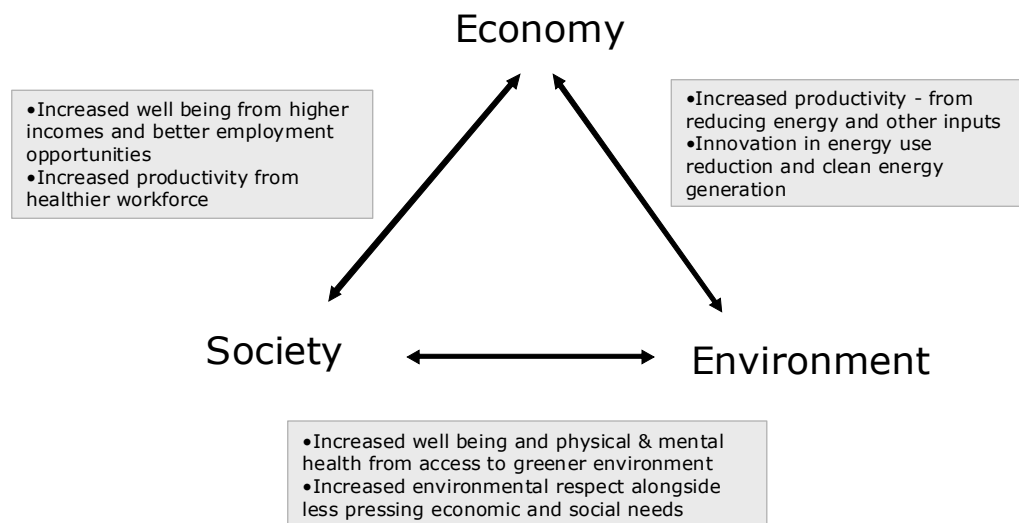 Economy
•Increased well being from higher
incomes and better employment
opportunities
•Increased productivity from
healthier workforce
•Increased productivity - from
reducing energy and other inputs
•Innovation in energy use
reduction and clean energy
generation
Society
Environment
•Increased well being and physical & mental
health from access to greener environment
•Increased environmental respect alongside
less pressing economic and social needs